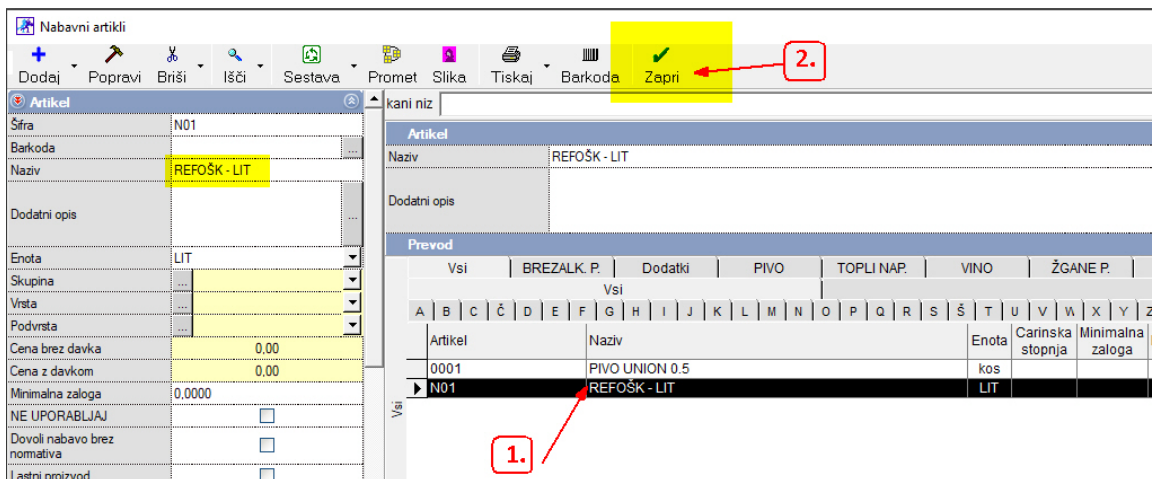 Nabavni artikli
Dodaj Popravi Briši Išči Sestava Promet Slika Tiskaj Barkoda Zapri
2.
Artikel
Šifra N01
Barkoda ...
Naziv REFOŠK - LIT
Dodatni opis ...
Enota LIT
Skupina ...
Vrsta ...
Podvrsta ...
Cena brez davka 0,00
Cena z davkom 0,00
Minimalna zaloga 0,0000
NE UPORABLJAJ
Dovoli nabavo brez
normativa
Lastni proizvod
kani niz
Artikel
Naziv REFOŠK - LIT
Dodatni opis
Prevod
Vsi BREZALK. P. Dodatki PIVO TOPLI NAP. VINO ŽGANE P.
Vsi
A B C Č D E F G H I J K L M N O P Q R S Š T U V W X Y Z
Artikel Naziv Enota Carinska stopnja Minimalna zaloga
0001 PIVO UNION 0.5 kos
N01 REFOŠK - LIT LIT
Vsi
1.